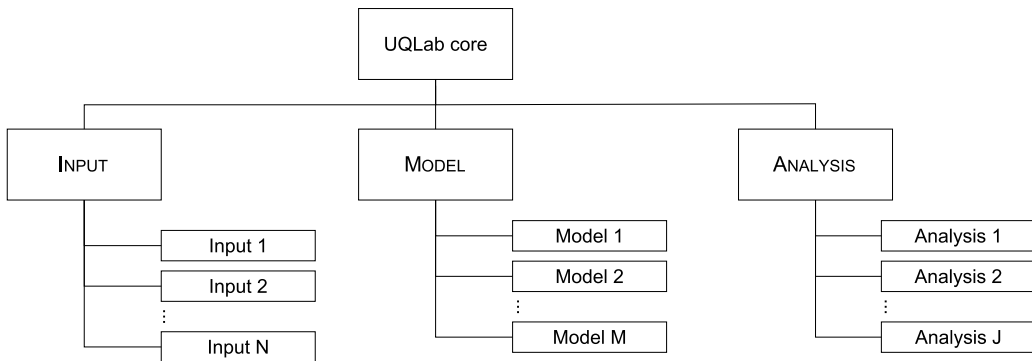 UQLab core
INPUT
MODEL
ANALYSIS
Input 1
Input 2
⋮
Input N
Model 1
Model 2
⋮
Model M
Analysis 1
Analysis 2
⋮
Analysis J